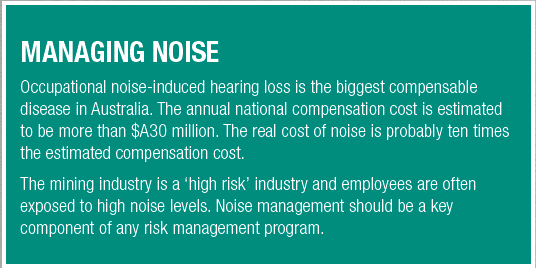 MANAGING NOISE
Occupational noise-induced hearing loss is the biggest compensable
disease in Australia. The annual national compensation cost is estimated
to be more than $A30 million. The real cost of noise is probably ten times
the estimated compensation cost.
The mining industry is a ‘high risk’ industry and employees are often
exposed to high noise levels. Noise management should be a key
component of any risk management program.